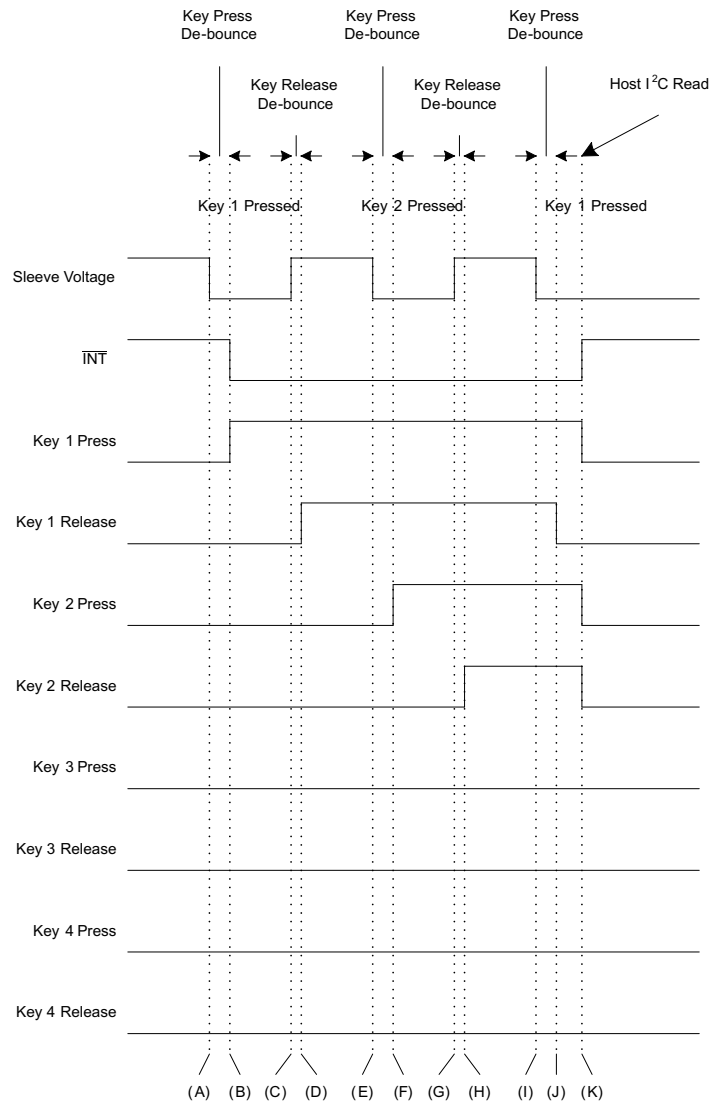 Key Press
De-bounce
Key Press
De-bounce
Key Press
De-bounce
Key Release
De-bounce
Key Release
De-bounce
Host I²C Read
Key 1 Pressed
Key 2 Pressed
Key 1 Pressed
Sleeve Voltage
INT
Key 1 Press
Key 1 Release
Key 2 Press
Key 2 Release
Key 3 Press
Key 3 Release
Key 4 Press
Key 4 Release
(A) (B) (C) (D) (E) (F) (G) (H) (I) (J) (K)